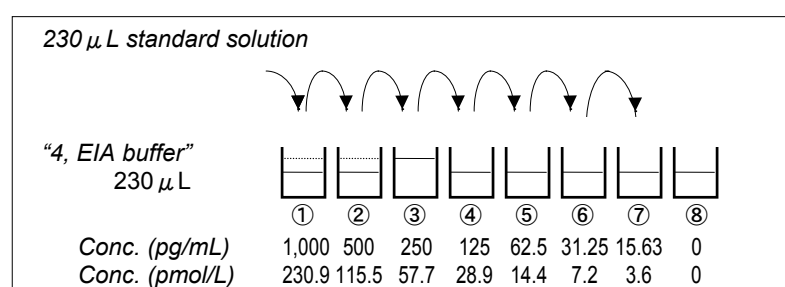 230 μL standard solution
“4, EIA buffer”
230 μL
① ② ③ ④ ⑤ ⑥ ⑦ ⑧
Conc. (pg/mL) 1,000 500 250 125 62.5 31.25 15.63 0
Conc. (pmol/L) 230.9 115.5 57.7 28.9 14.4 7.2 3.6 0